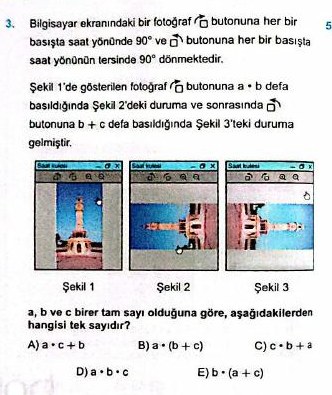 3. Bilgisayar ekranındaki bir fotoğraf butonuna her bir
basışta saat yönünde 90° ve butonuna her bir basışta
saat yönünün tersinde 90° dönmektedir.
Şekil 1'de gösterilen fotoğraf butonuna a • b defa
basıldığında Şekil 2'deki duruma ve sonrasında
butonuna b + c defa basıldığında Şekil 3'teki duruma
gelmiştir.
Saat kulesi Saat kulesi Saat kulesi
Şekil 1 Şekil 2 Şekil 3
a, b ve c birer tam sayı olduğuna göre, aşağıdakilerden
hangisi tek sayıdır?
A) a • c + b B) a • (b + c) C) c • b + a
D) a • b • c E) b • (a + c)
5